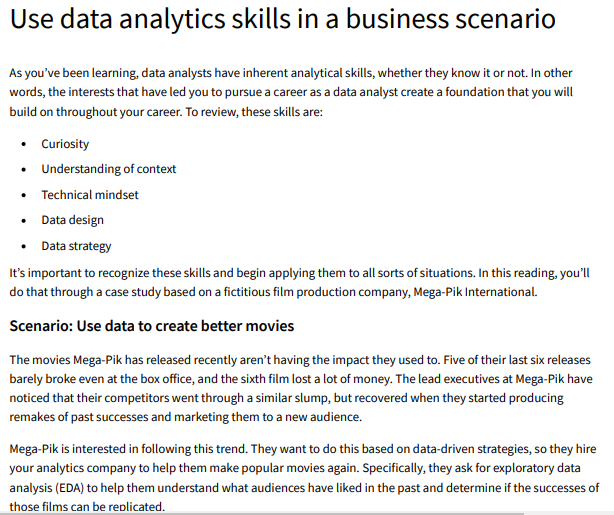 Use data analytics skills in a business scenario
As you’ve been learning, data analysts have inherent analytical skills, whether they know it or not. In other
words, the interests that have led you to pursue a career as a data analyst create a foundation that you will
build on throughout your career. To review, these skills are:
• Curiosity
• Understanding of context
• Technical mindset
• Data design
• Data strategy
It’s important to recognize these skills and begin applying them to all sorts of situations. In this reading, you’ll
do that through a case study based on a fictitious film production company, Mega-Pik International.
Scenario: Use data to create better movies
The movies Mega-Pik has released recently aren’t having the impact they used to. Five of their last six releases
barely broke even at the box office, and the sixth film lost a lot of money. The lead executives at Mega-Pik have
noticed that their competitors went through a similar slump, but recovered when they started producing
remakes of past successes and marketing them to a new audience.
Mega-Pik is interested in following this trend. They want to do this based on data-driven strategies, so they hire
your analytics company to help them make popular movies again. Specifically, they ask for exploratory data
analysis (EDA) to help them understand what audiences have liked in the past and determine if the successes of
those films can be replicated.